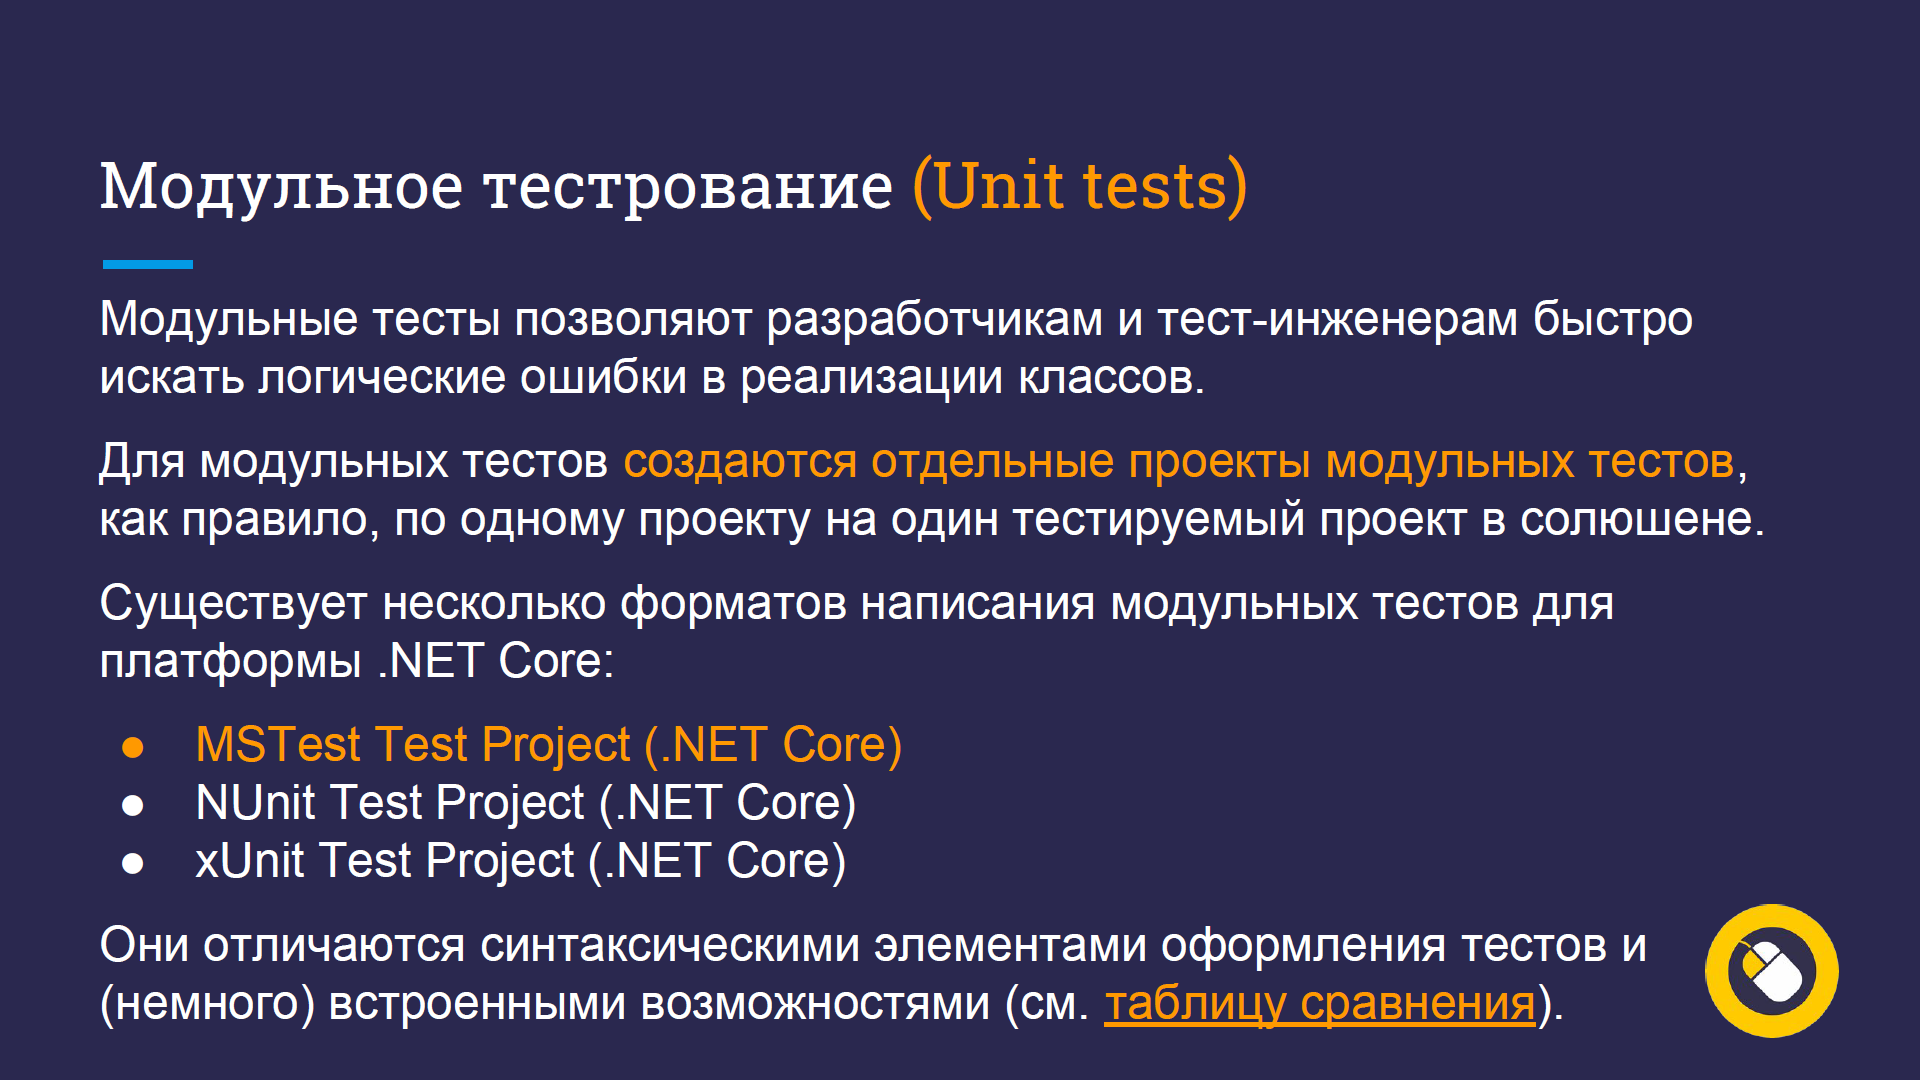 Модульное тестрование (Unit tests)
Модульные тесты позволяют разработчикам и тест-инженерам быстро
искать логические ошибки в реализации классов.
Для модульных тестов создаются отдельные проекты модульных тестов,
как правило, по одному проекту на один тестируемый проект в солюшене.
Существует несколько форматов написания модульных тестов для
платформы .NET Core:
● MSTest Test Project (.NET Core)
● NUnit Test Project (.NET Core)
● xUnit Test Project (.NET Core)
Они отличаются синтаксическими элементами оформления тестов и
(немного) встроенными возможностями (см. таблицу сравнения).